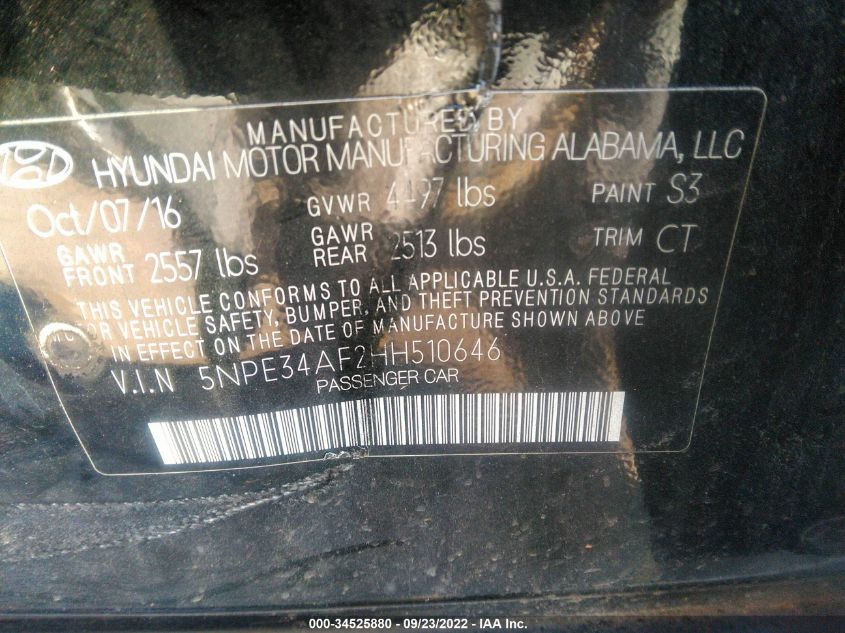 MANUFACTURED BY
HYUNDAI MOTOR MANUFACTURING ALABAMA, LLC
Oct/07/16 GVWR 4497 lbs PAINT S3
GAWR FRONT 2557 lbs GAWR REAR 2513 lbs TRIM CT
THIS VEHICLE CONFORMS TO ALL APPLICABLE U.S.A. FEDERAL
MOTOR VEHICLE SAFETY, BUMPER, AND THEFT PREVENTION STANDARDS
IN EFFECT ON THE DATE OF MANUFACTURE SHOWN ABOVE
V.I.N 5NPE34AF2HH510646
PASSENGER CAR
000-34525880 - 09/23/2022 - IAA Inc.